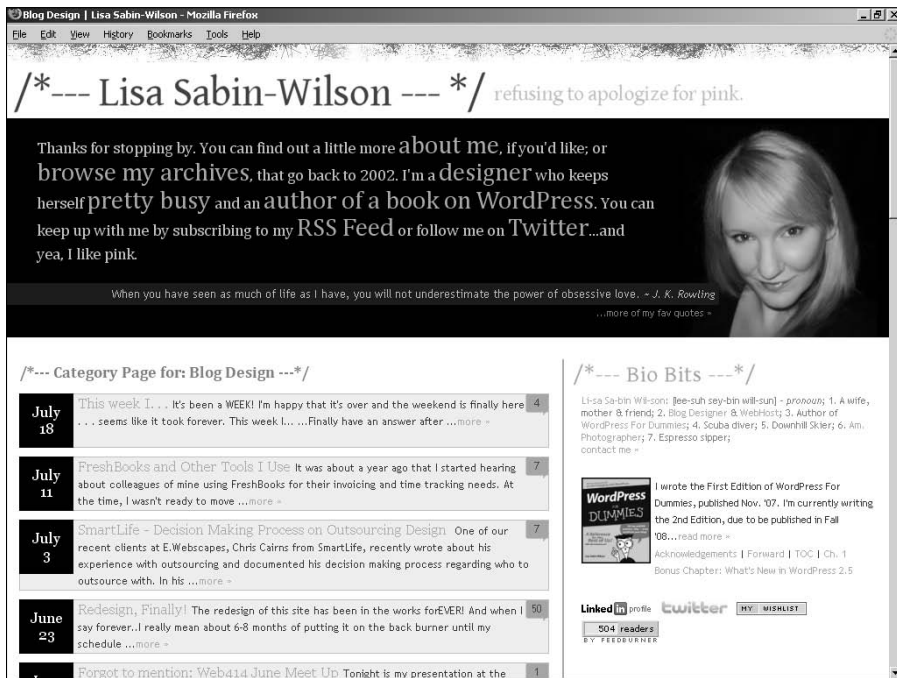 Blog Design | Lisa Sabin-Wilson - Mozilla Firefox
File Edit View History Bookmarks Tools Help
/*--- Lisa Sabin-Wilson --- */ refusing to apologize for pink.
Thanks for stopping by. You can find out a little more about me, if you'd like; or
browse my archives, that go back to 2002. I'm a designer who keeps
herself pretty busy and an author of a book on WordPress. You can
keep up with me by subscribing to my RSS Feed or follow me on Twitter...and
yea, I like pink.
When you have seen as much of life as I have, you will not underestimate the power of obsessive love. ~ J. K. Rowling
...more of my fav quotes »
/*--- Category Page for: Blog Design ---*/
July
18
This week I. . . It's been a WEEK! I'm happy that it's over and the weekend is finally here
. . . seems like it took forever. This week I... ...Finally have an answer after ...more »
4
July
11
FreshBooks and Other Tools I Use It was about a year ago that I started hearing
about colleagues of mine using FreshBooks for their invoicing and time tracking needs. At
the time, I wasn't ready to move ...more »
7
July
3
SmartLife - Decision Making Process on Outsourcing Design One of our
recent clients at E.Webscapes, Chris Cairns from SmartLife, recently wrote about his
experience with outsourcing and documented his decision making process regarding who to
outsource with. In his ...more »
7
June
23
Redesign, Finally! The redesign of this site has been in the works forEVER! And when I
say forever..I really mean about 6-8 months of putting it on the back burner until my
schedule ...more »
50
Forgot to mention: Web414 June Meet Up Tonight is my presentation at the
1
/*--- Bio Bits ---*/
Li-sa Sa-bin Wil-son: [lee-suh sey-bin will-sun] - pronoun; 1. A wife,
mother & friend; 2. Blog Designer & WebHost; 3. Author of
WordPress For Dummies; 4. Scuba diver; 5. Downhill Skier; 6. Am.
Photographer; 7. Espresso sipper;
contact me »
WordPress
FOR
DUMMIES
I wrote the First Edition of WordPress For
Dummies, published Nov. '07. I'm currently writing
the 2nd Edition, due to be published in Fall
'08...read more »
Acknowledgements | Forward | TOC | Ch. 1
Bonus Chapter: What's New in WordPress 2.5
Linked in profile twitter MY WISHLIST
504 readers
BY FEEDBURNER